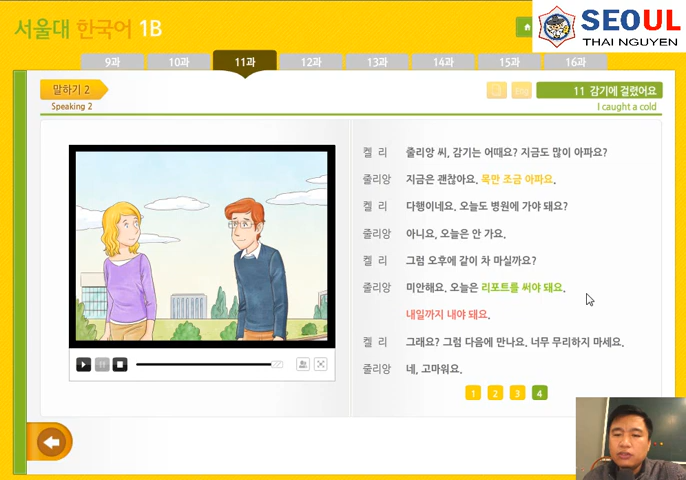 서울대 한국어 1B
SEOUL
THAI NGUYEN
9과 10과 11과 12과 13과 14과 15과 16과
말하기 2
Speaking 2
11 감기에 걸렸어요
I caught a cold
켈 리 줄리앙 씨, 감기는 어때요? 지금도 많이 아파요?
줄리앙 지금은 괜찮아요. 목만 조금 아파요.
켈 리 다행이네요. 오늘도 병원에 가야 돼요?
줄리앙 아니요, 오늘은 안 가요.
켈 리 그럼 오후에 같이 차 마실까요?
줄리앙 미안해요. 오늘은 리포트를 써야 돼요.
내일까지 내야 돼요.
켈 리 그래요? 그럼 다음에 만나요. 너무 무리하지 마세요.
줄리앙 네, 고마워요.
1 2 3 4